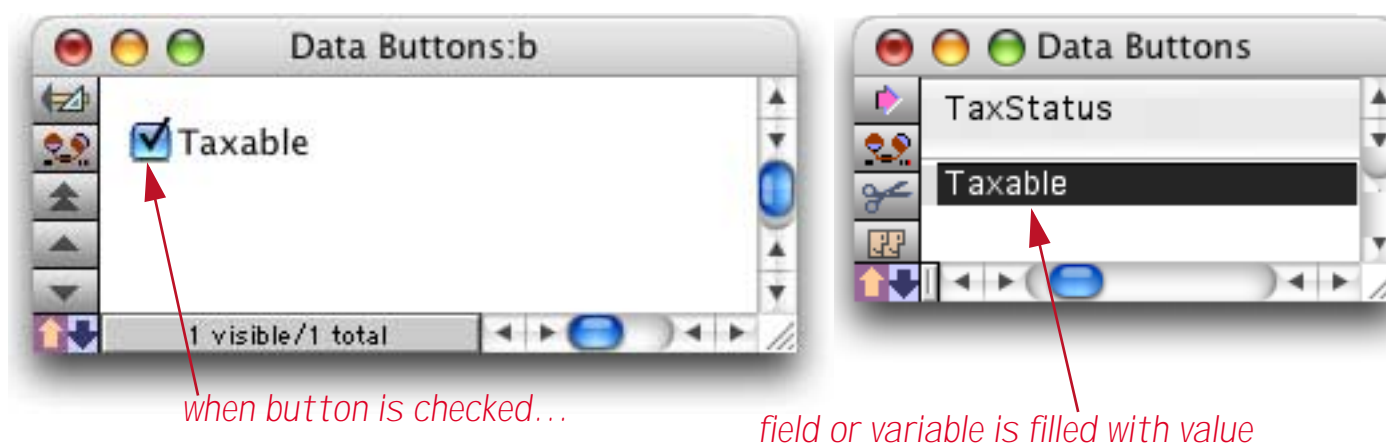 Data Buttons:b
Taxable
1 visible/1 total
when button is checked...
Data Buttons
TaxStatus
Taxable
field or variable is filled with value